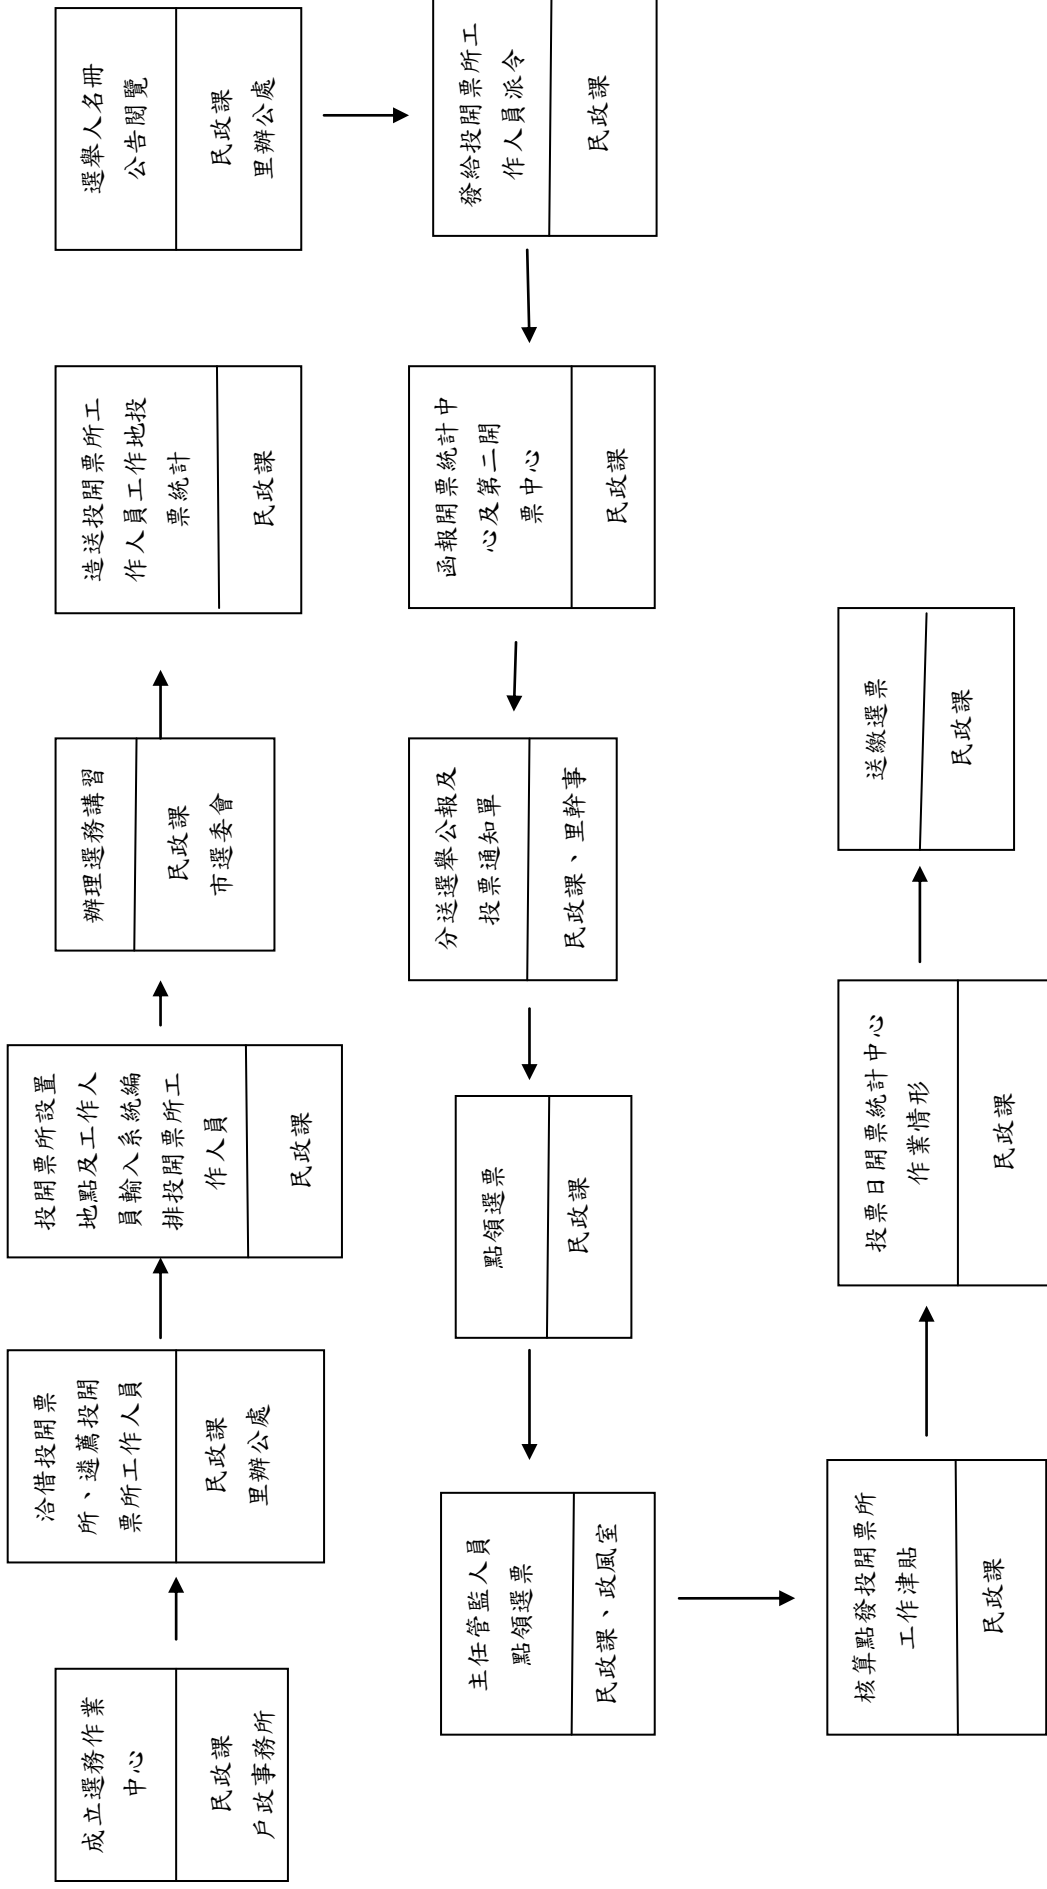 成立選務作業
中心
民政課
戶政事務所
洽借投開票
所、遴薦投開
票所工作人員
民政課
里辦公處
投開票所設置
地點及工作人
員輸入系統編
排投開票所工
作人員
民政課
辦理選務講習
民政課
市選委會
造送投開票所工
作人員工作地投
票統計
民政課
選舉人名冊
公告閱覽
民政課
里辦公處
發給投開票所工
作人員派令
民政課
函報開票統計中
心及第二開
票中心
民政課
分送選舉公報及
投票通知單
民政課、里幹事
點領選票
民政課
主任管監人員
點領選票
民政課、政風室
核算點發投開票所
工作津貼
民政課
投票日開票統計中心
作業情形
民政課
送繳選票
民政課